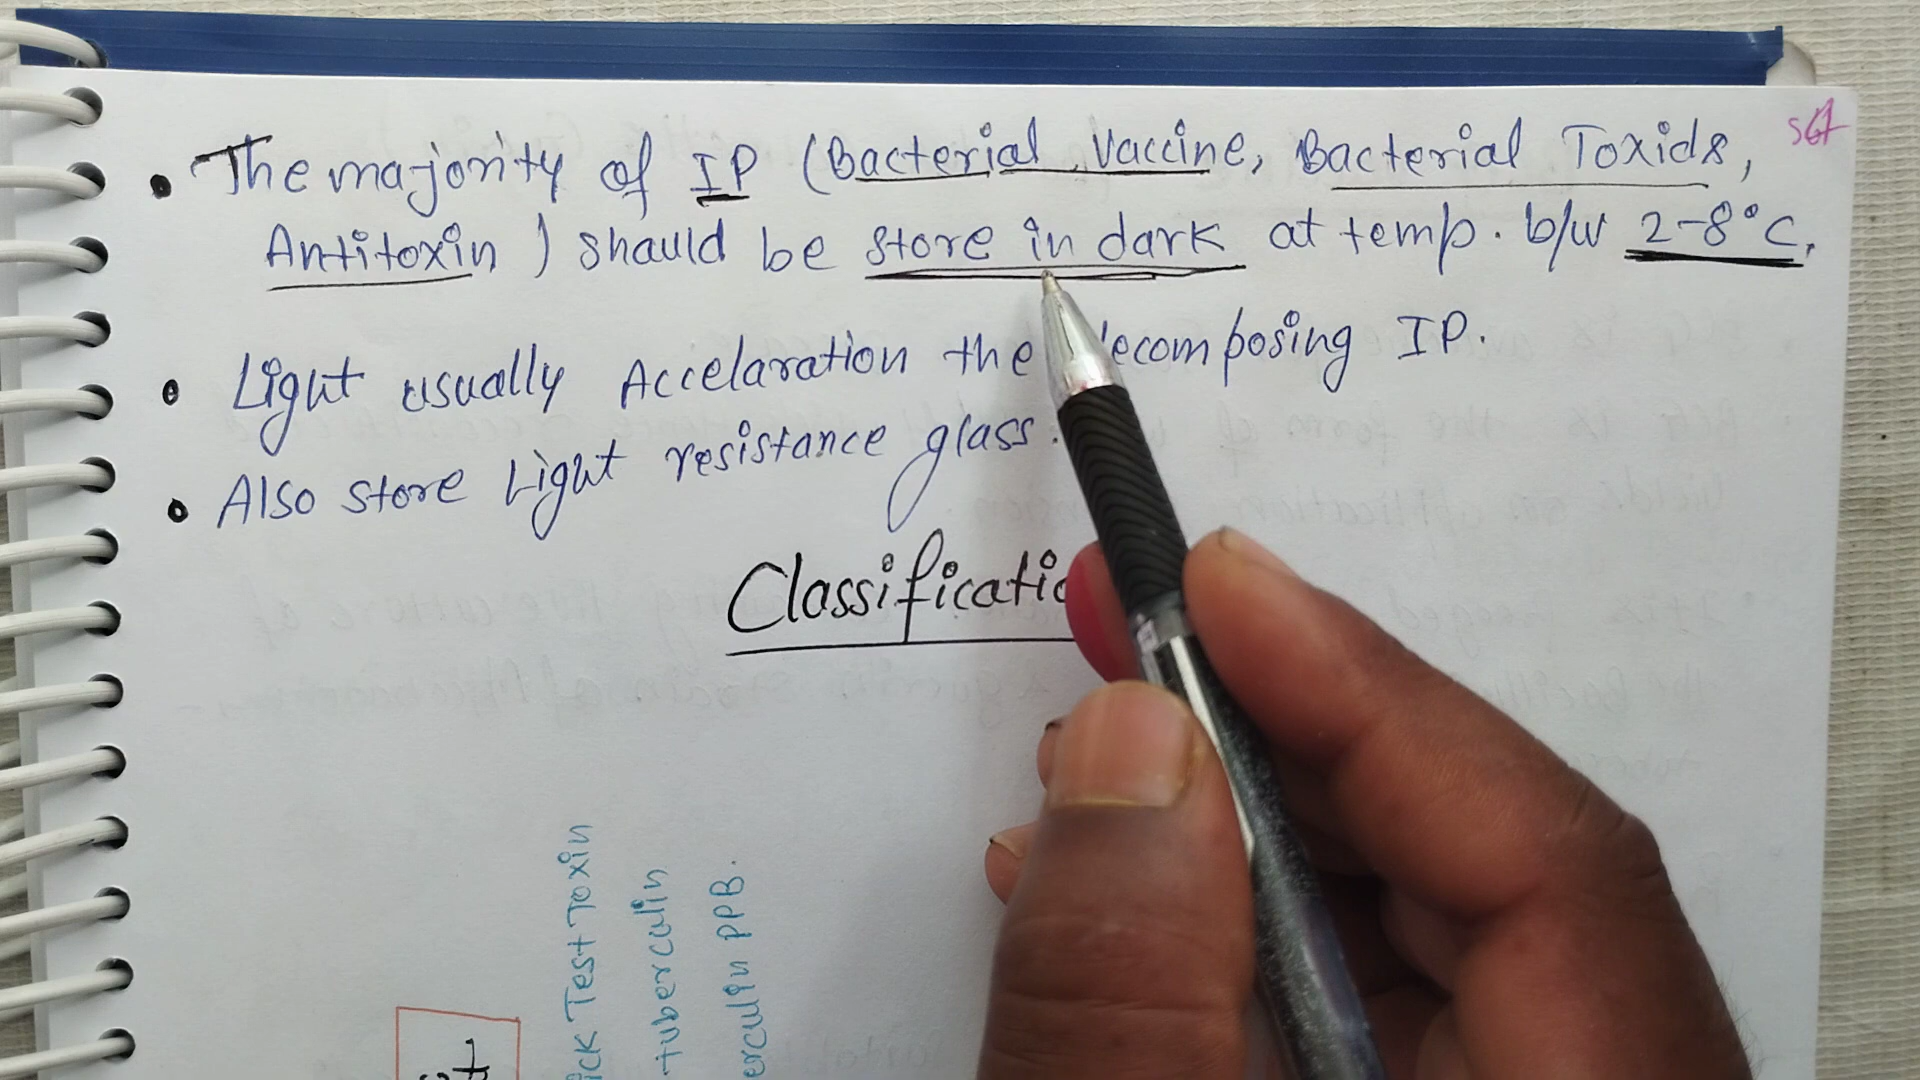 • The majority of IP (Bacterial Vaccine, Bacterial Toxids,
Antitoxin) should be store in dark at temp. b/w 2-8°C.
• Light usually Accelaration the decomposing IP.
• Also store Light resistance glass.
Classificatio
ick Test Toxin
tuberculin
erculin PPB.